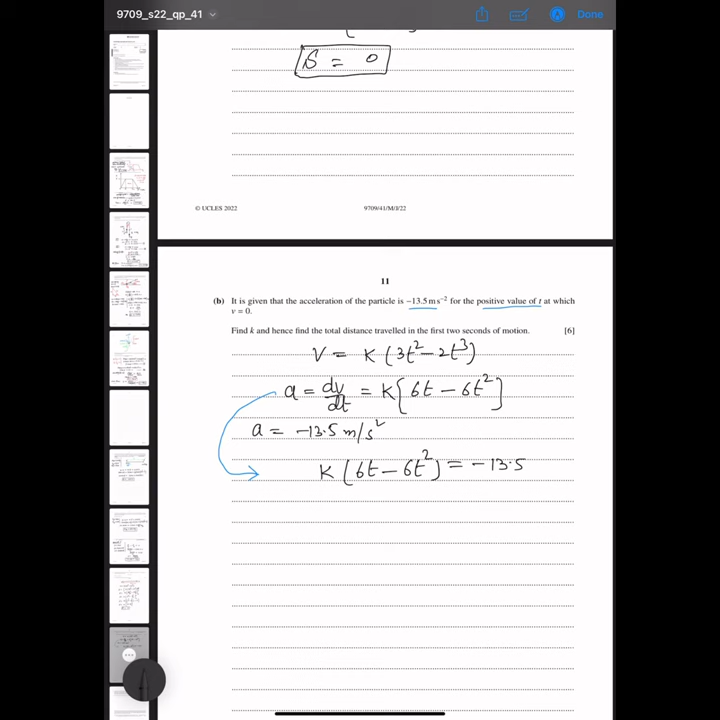 9709_s22_qp_41
Done
S = 0
© UCLES 2022
9709/41/M/J/22
11
(b) It is given that the acceleration of the particle is −13.5 m s⁻² for the positive value of t at which
v = 0.
Find k and hence find the total distance travelled in the first two seconds of motion. [6]
V = K (3t² − 2t³)
a = dv/dt = K[6t − 6t²]
a = −13.5 m/s²
K (6t − 6t²) = −13.5